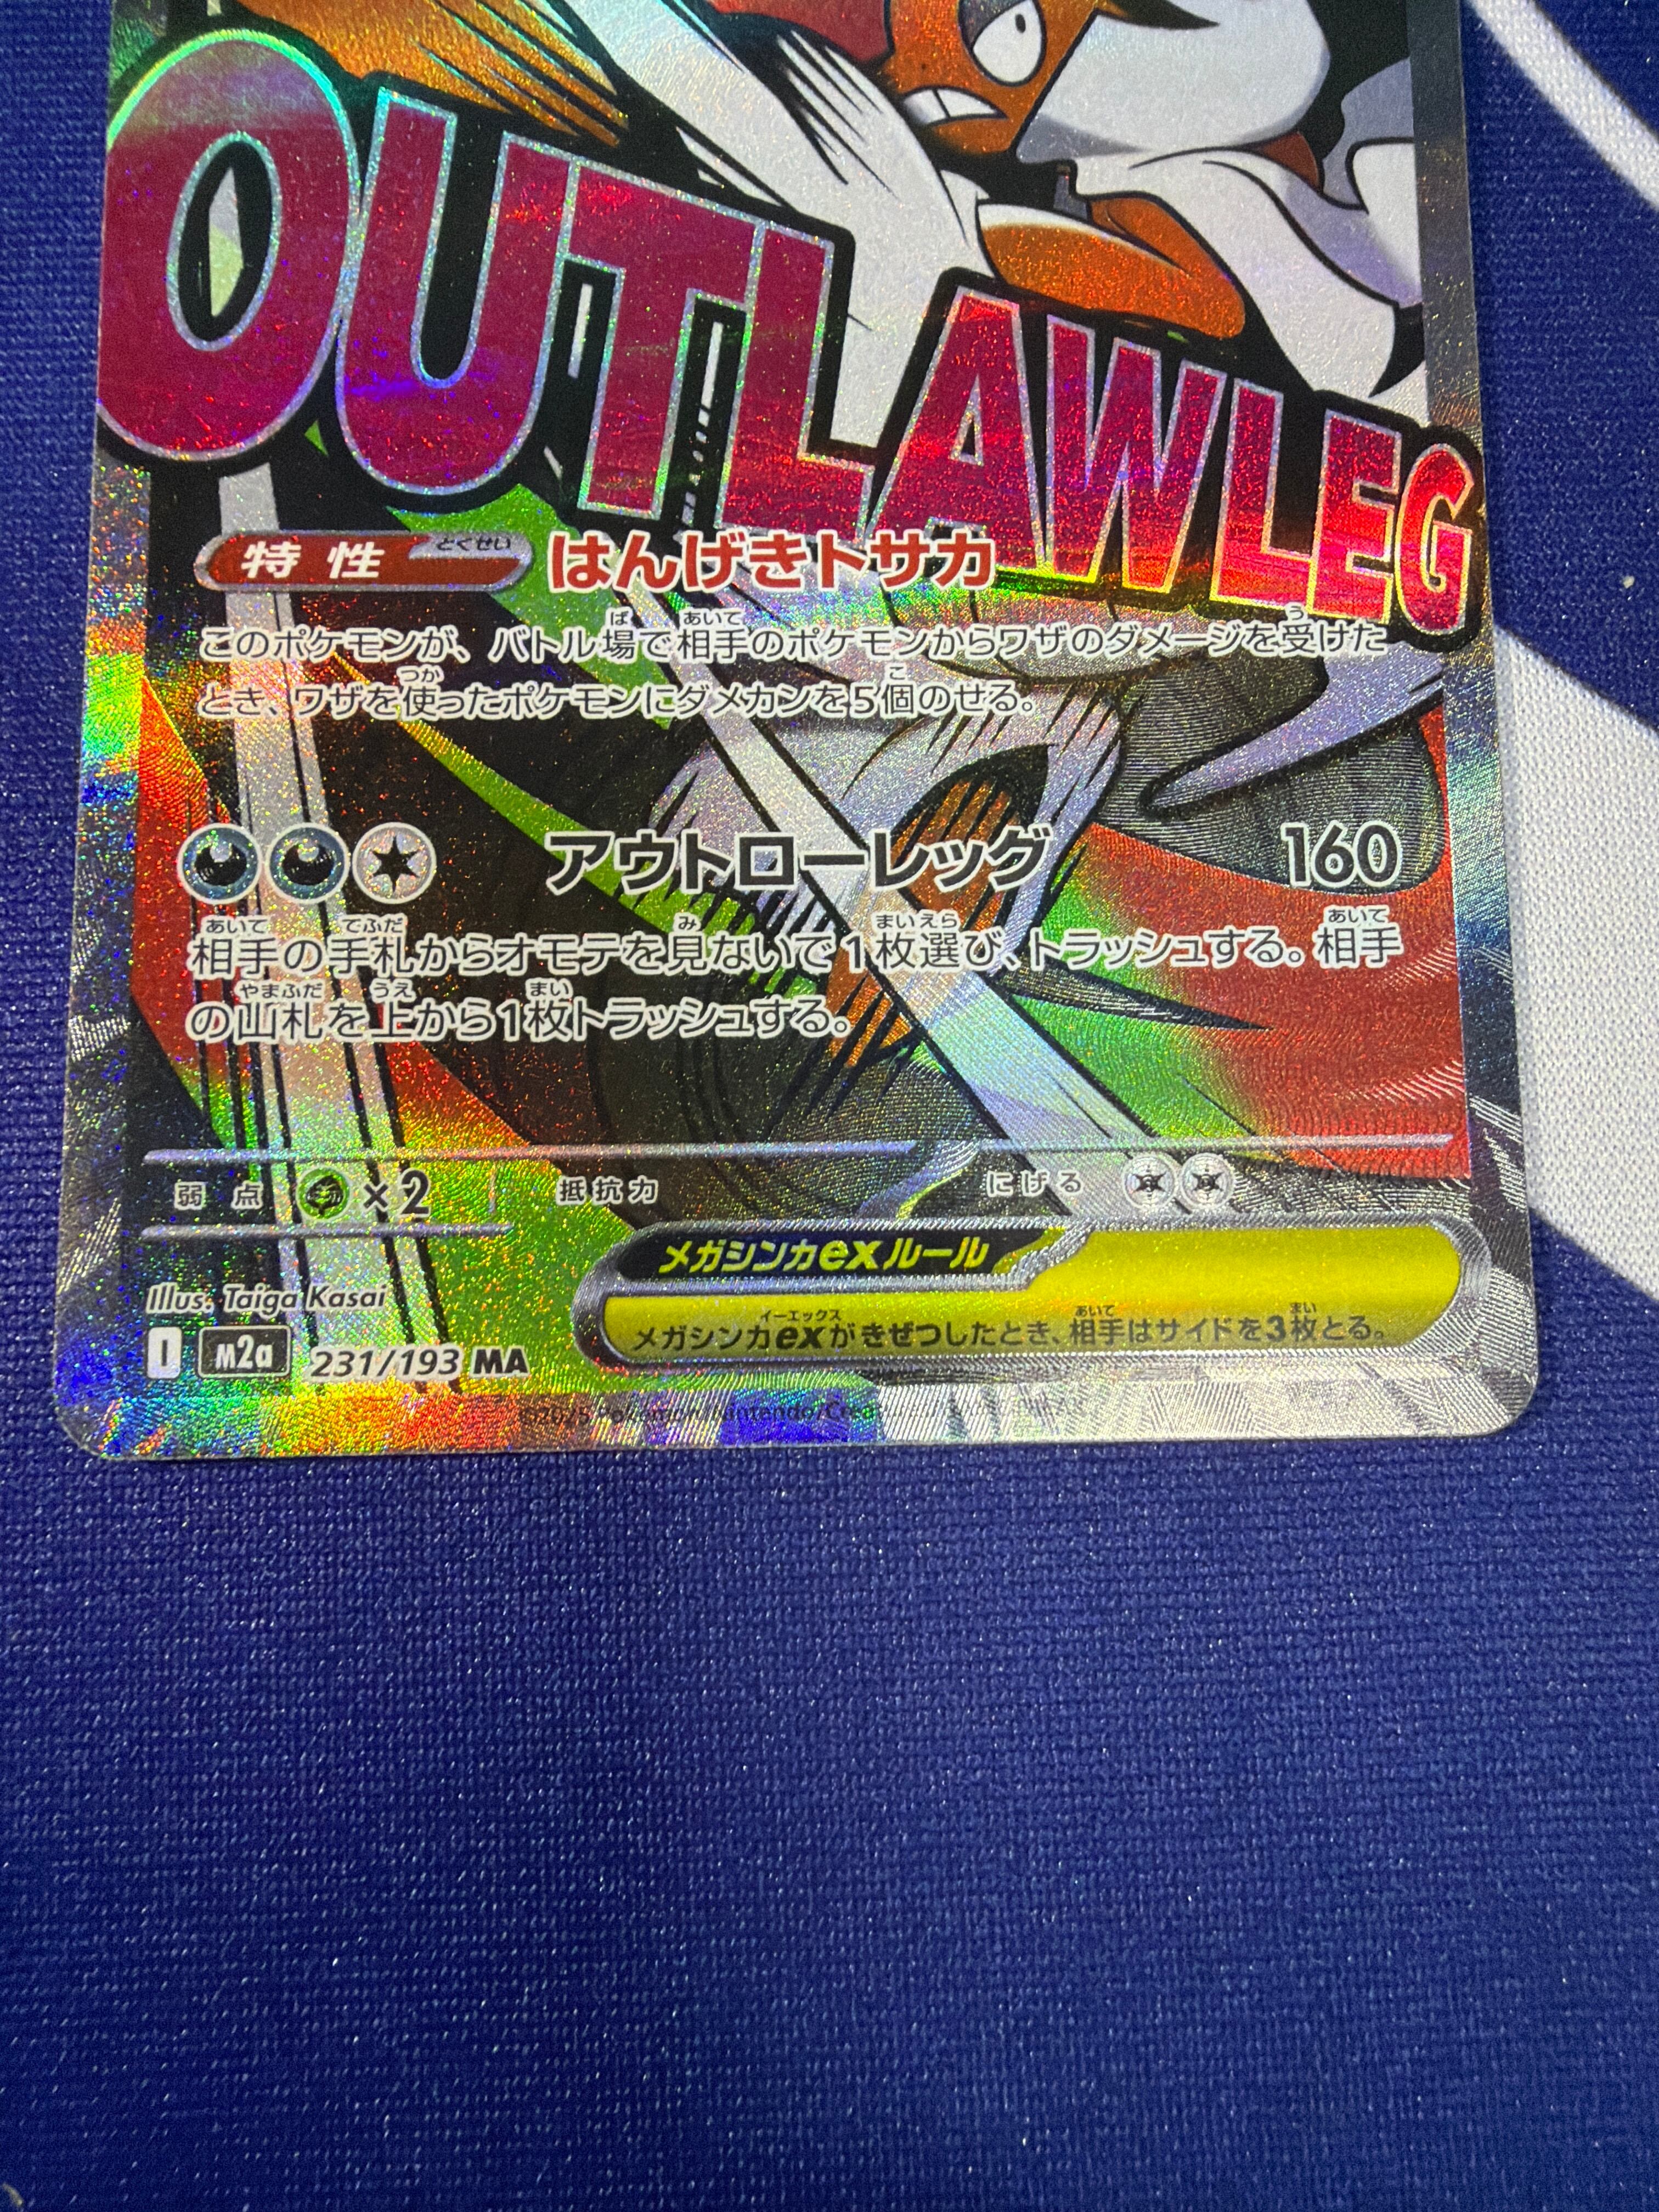 OUTLAW LEG
特性 とくせい はんげきトサカ
このポケモンが、バトル場で相手のポケモンからワザのダメージを受けた
とき、ワザを使ったポケモンにダメカンを5個のせる。
アウトローレッグ 160
相手の手札からオモテを見ないで1枚選び、トラッシュする。相手
の山札を上から1枚トラッシュする。
弱点 ×2 抵抗力 にげる
メガシンカexルール
メガシンカexがきぜつしたとき、相手はサイドを3枚とる。
Illus. Taiga Kasai
I m2a 231/193 MA
©2025 Pokémon/Nintendo/